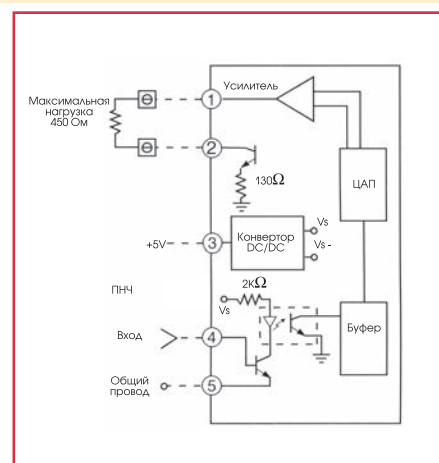 Усилитель
Максимальная
нагрузка
450 Ом
1
2
130Ω
ЦАП
+5V
3
Конвертор
DC/DC
Vs
Vs -
ПНЧ
2KΩ
Vs
Вход
4
Буфер
Общий
провод
5